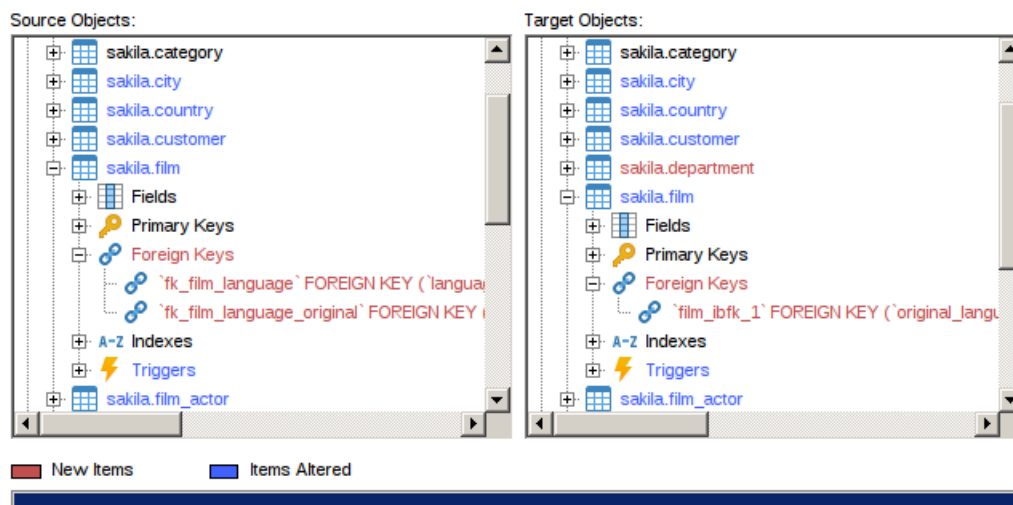 Source Objects:
sakila.category
sakila.city
sakila.country
sakila.customer
sakila.film
Fields
Primary Keys
Foreign Keys
`fk_film_language` FOREIGN KEY (`languag
`fk_film_language_original` FOREIGN KEY (
A-Z Indexes
Triggers
sakila.film_actor
Target Objects:
sakila.category
sakila.city
sakila.country
sakila.customer
sakila.department
sakila.film
Fields
Primary Keys
Foreign Keys
`film_ibfk_1` FOREIGN KEY (`original_langu
A-Z Indexes
Triggers
sakila.film_actor
New Items
Items Altered